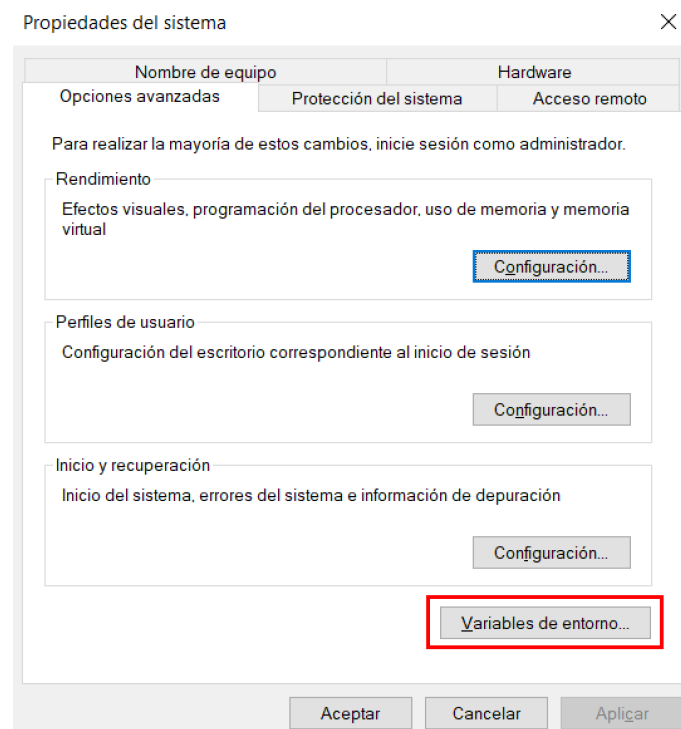 Propiedades del sistema
Nombre de equipo
Hardware
Opciones avanzadas
Protección del sistema
Acceso remoto
Para realizar la mayoría de estos cambios, inicie sesión como administrador.
Rendimiento
Efectos visuales, programación del procesador, uso de memoria y memoria
virtual
Configuración...
Perfiles de usuario
Configuración del escritorio correspondiente al inicio de sesión
Configuración...
Inicio y recuperación
Inicio del sistema, errores del sistema e información de depuración
Configuración...
Variables de entorno...
Aceptar
Cancelar
Aplicar